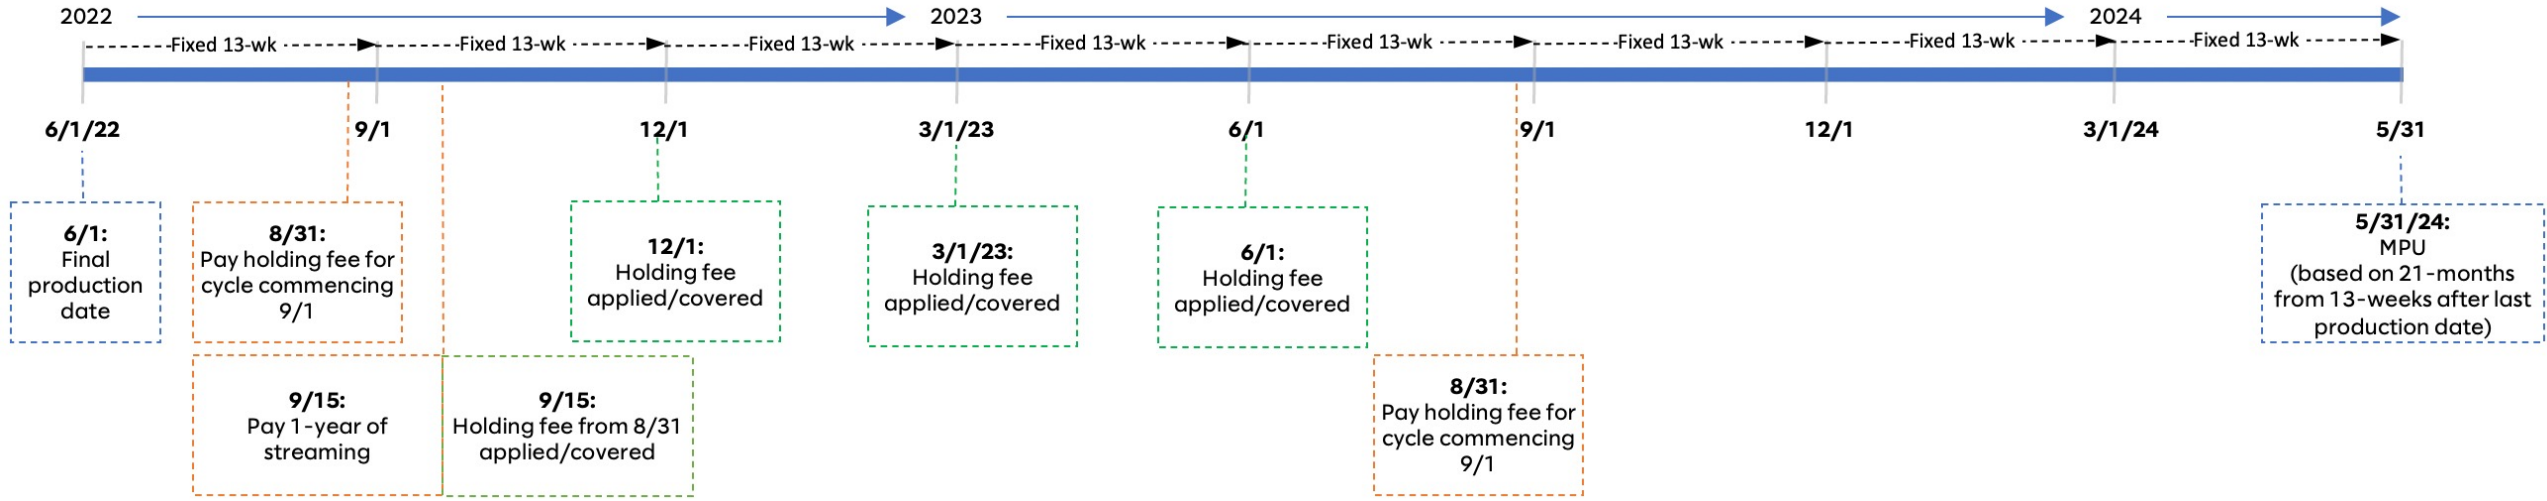 2022 2023 2024
Fixed 13-wk Fixed 13-wk Fixed 13-wk Fixed 13-wk Fixed 13-wk Fixed 13-wk Fixed 13-wk Fixed 13-wk
6/1/22 9/1 12/1 3/1/23 6/1 9/1 12/1 3/1/24 5/31
6/1:
Final
production
date
8/31:
Pay holding fee for
cycle commencing
9/1
9/15:
Pay 1-year of
streaming
9/15:
Holding fee from 8/31
applied/covered
12/1:
Holding fee
applied/covered
3/1/23:
Holding fee
applied/covered
6/1:
Holding fee
applied/covered
8/31:
Pay holding fee for
cycle commencing
9/1
5/31/24:
MPU
(based on 21-months
from 13-weeks after last
production date)